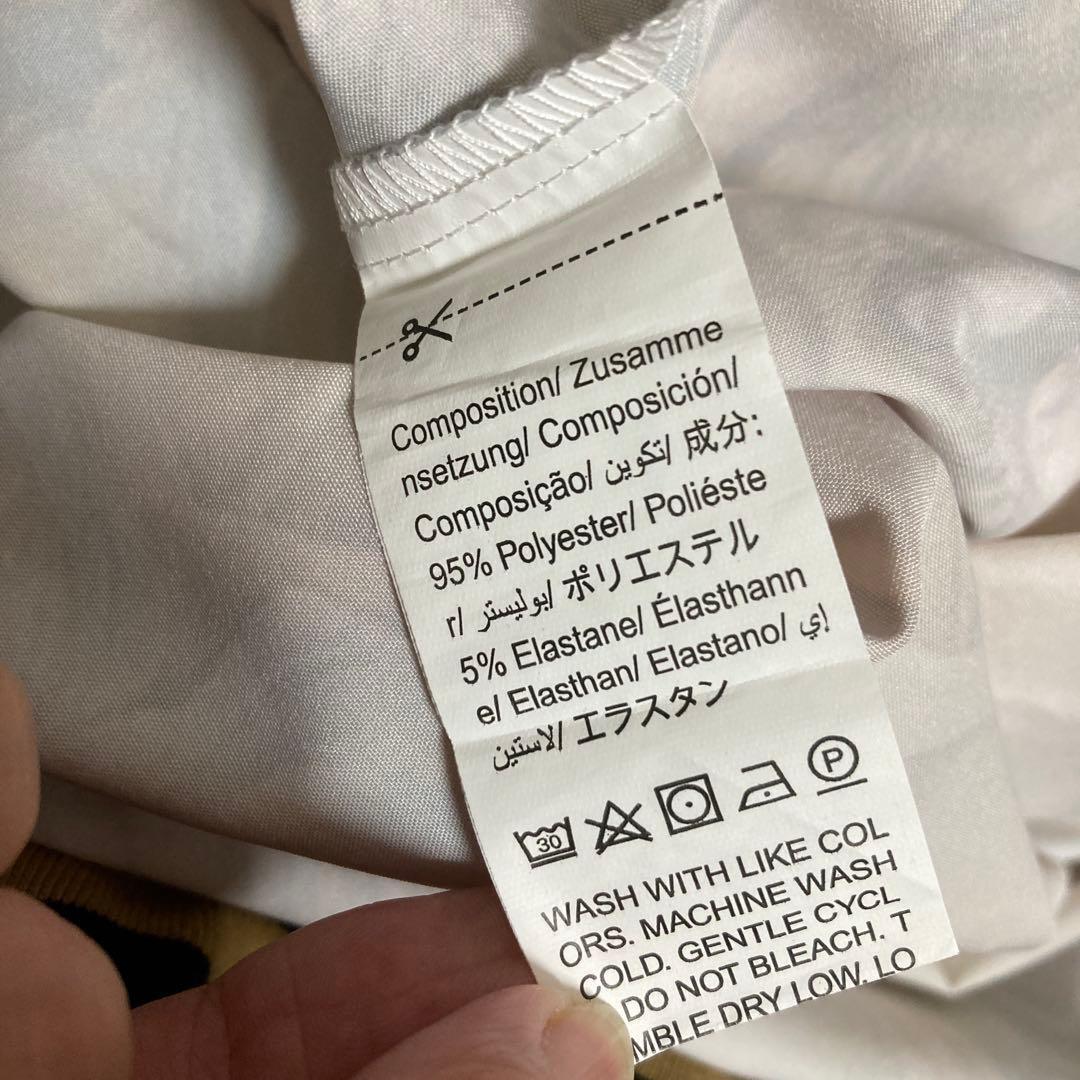 Composition/ Zusamme
nsetzung/ Composición/
Composição/ تكوين/ 成分:
95% Polyester/ Poliéste
r/ بوليستر/ ポリエステル
5% Elastane/ Élasthann
e/ Elasthan/ Elastano/ إي
لاستين/ エラスタン
30 P
WASH WITH LIKE COL
ORS. MACHINE WASH
COLD. GENTLE CYCL
DO NOT BLEACH. T
MBLE DRY LOW. LO